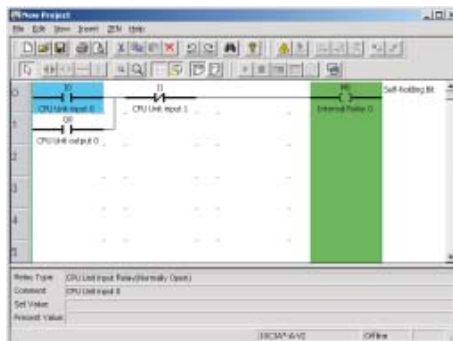 New Project
File Edit View Insert ZEN Help
0 I0 I1 M0 Self-holding Bit
CPU Unit input 0 CPU Unit input 1 Internal Relay 0
1 Q0
CPU Unit output 0
2
3
4
5
Relay Type CPU Unit Input Relay(Normally Open)
Comment CPU Unit input 0
Set Value
Present Value
Offline